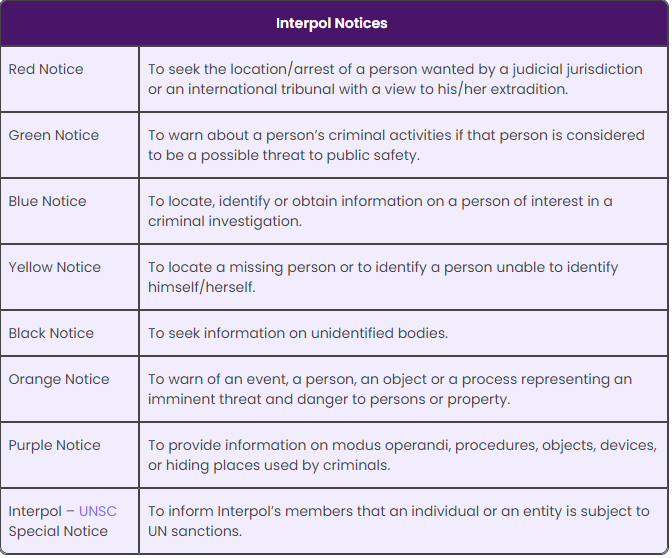 Interpol Notices
Red Notice
To seek the location/arrest of a person wanted by a judicial jurisdiction
or an international tribunal with a view to his/her extradition.
Green Notice
To warn about a person’s criminal activities if that person is considered
to be a possible threat to public safety.
Blue Notice
To locate, identify or obtain information on a person of interest in a
criminal investigation.
Yellow Notice
To locate a missing person or to identify a person unable to identify
himself/herself.
Black Notice
To seek information on unidentified bodies.
Orange Notice
To warn of an event, a person, an object or a process representing an
imminent threat and danger to persons or property.
Purple Notice
To provide information on modus operandi, procedures, objects, devices,
or hiding places used by criminals.
Interpol – UNSC
Special Notice
To inform Interpol’s members that an individual or an entity is subject to
UN sanctions.